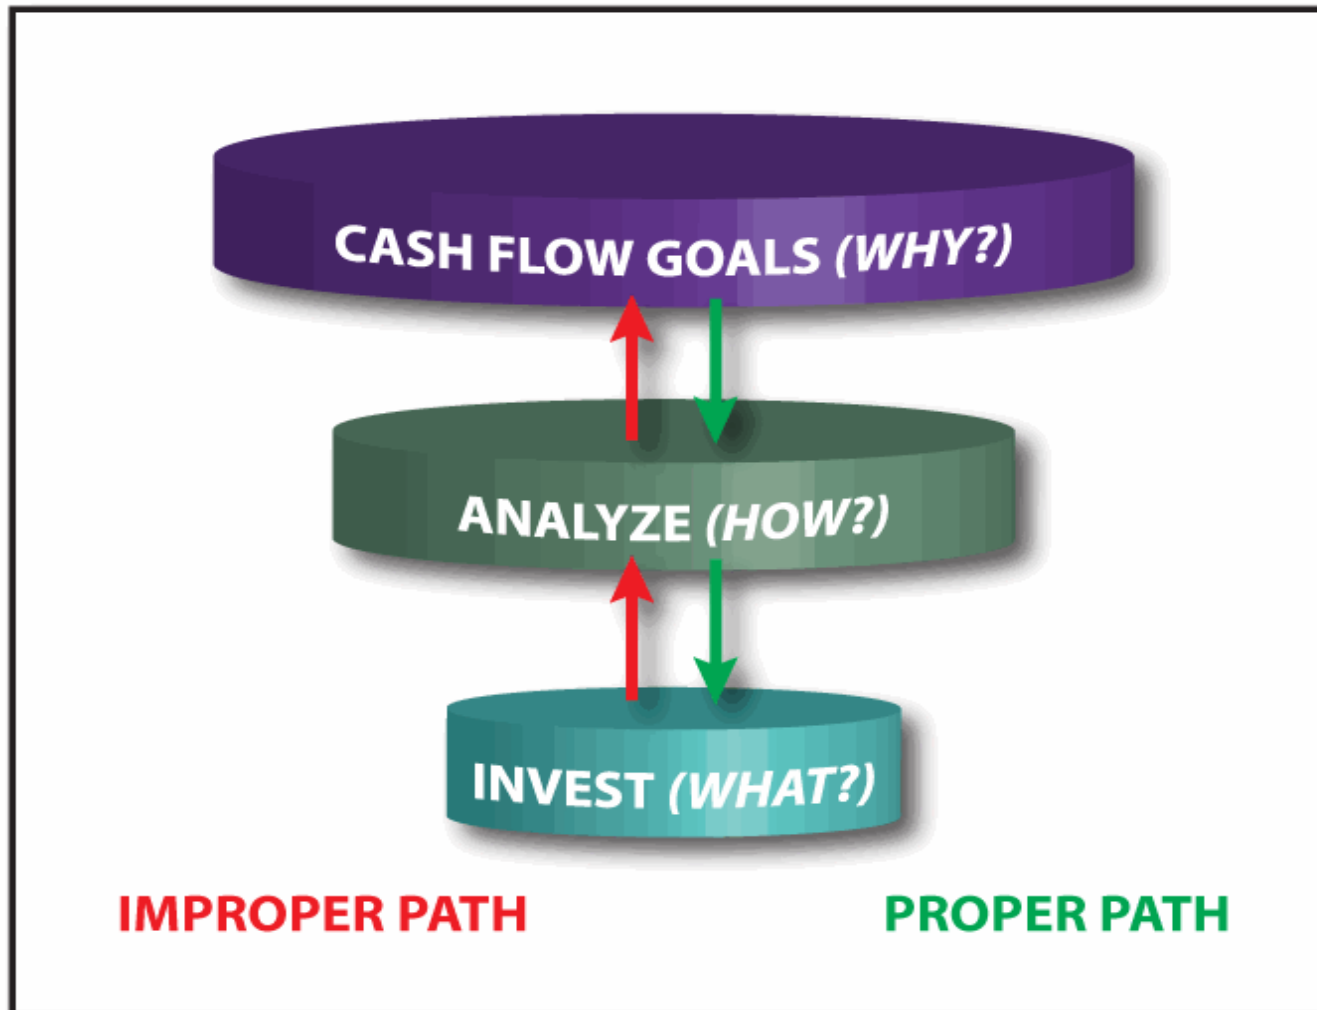 CASH FLOW GOALS (WHY?)
ANALYZE (HOW?)
INVEST (WHAT?)
IMPROPER PATH
PROPER PATH